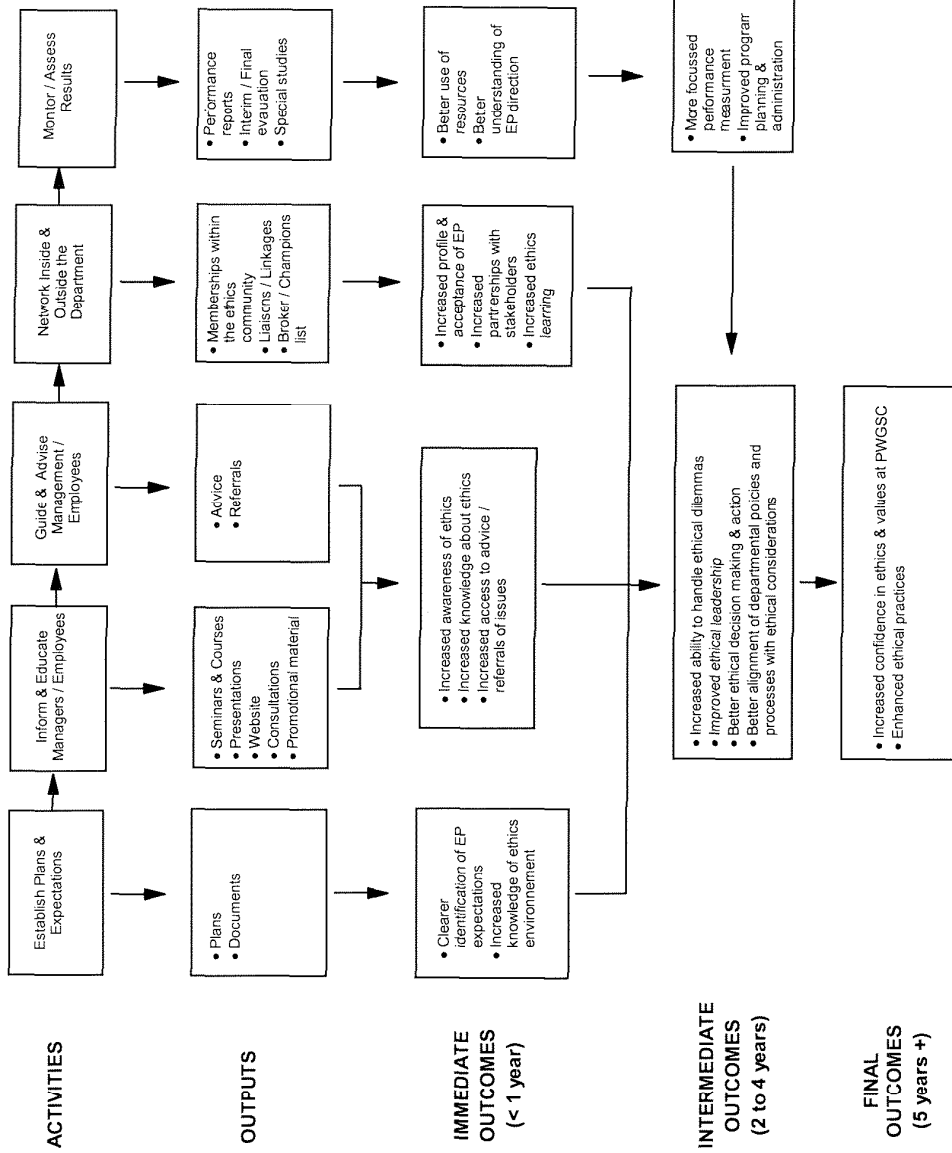 ACTIVITIES
Establish Plans &
Expectations
Inform & Educate
Managers / Employees
Guide & Advise
Management /
Employees
Network Inside &
Outside the
Department
Montor / Assess
Results
OUTPUTS
• Plans
• Documents
• Seminars & Courses
• Presentations
• Website
• Consultations
• Promotional material
• Advice
• Referrals
• Memberships within
the ethics
community
• Liaiscns / Linkages
• Broker / Champions
list
• Performance
reports
• Interim / Final
evauation
• Special studies
IMMEDIATE
OUTCOMES
(< 1 year)
• Clearer
identification of EP
expectations
• Increased
knowledge of ethics
environnement
• Increased awareness of ethics
• Increased knowledge about ethics
• Increased access to advice /
referrals of issues
• Increased profile &
acceptance of EP
• Increased
partnerships with
stakeholders
• Increased ethics
learning
• Better use of
resources
• Better
understanding of
EP direction
INTERMEDIATE
OUTCOMES
(2 to 4 years)
• Increased ability to handle ethical dilemmas
• Improved ethical leadership
• Better ethical decision making & action
• Better alignment of departmental poicies and
processes with ethical considerations
• More focussed
performance
measurment
• Improved program
planning &
administration
FINAL
OUTCOMES
(5 years +)
• Increased confidence in ethics & values at PWGSC
• Enhanced ethical practices